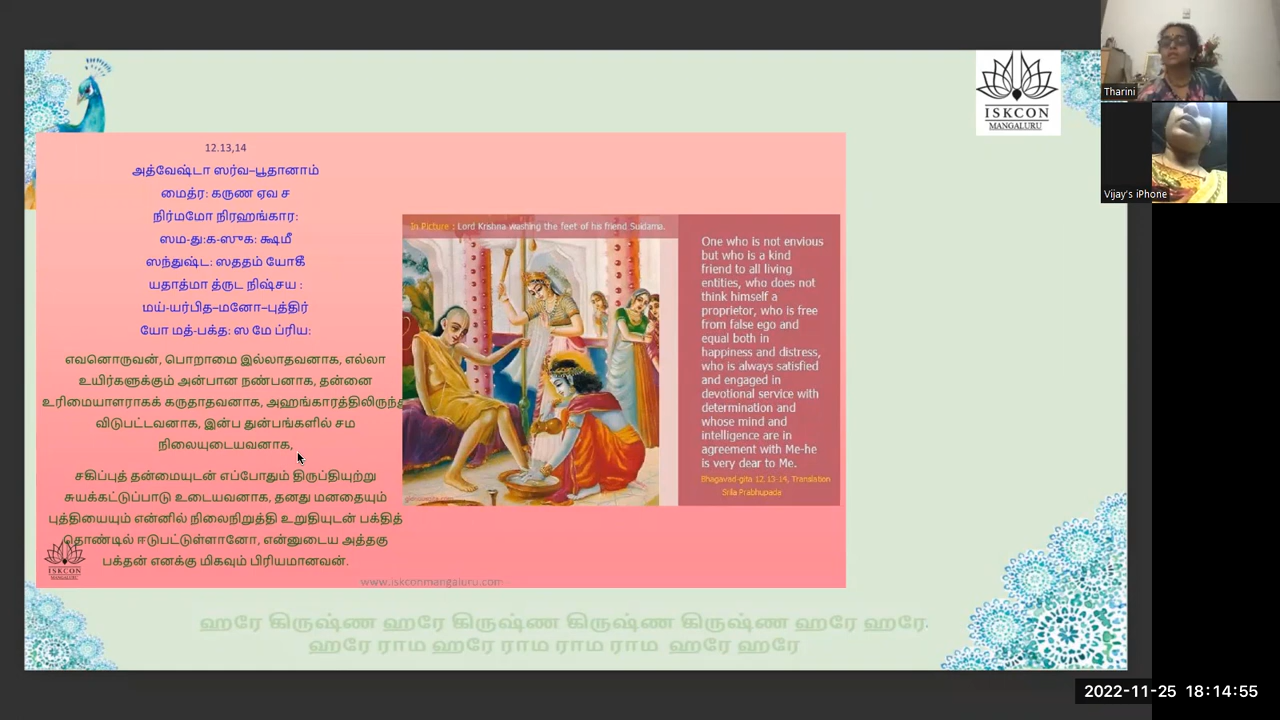 12.13,14
அத்வேஷ்டா ஸர்வ–பூதானாம்
மைத்ர: கருண ஏவ ச
நிர்மமோ நிரஹங்கார:
ஸம-து:க-ஸுக: க்ஷமீ
ஸந்துஷ்ட: ஸததம் யோகீ
யதாத்மா த்ருட நிஷ்சய :
மய்-யர்பித–மனோ–புத்திர்
யோ மத்-பக்த: ஸ மே ப்ரிய:
எவனொருவன், பொறாமை இல்லாதவனாக, எல்லா
உயிர்களுக்கும் அன்பான நண்பனாக, தன்னை
உரிமையாளராகக் கருதாதவனாக,
விடுபட்டவனாக, இன்ப துன்பங்களில் சம
நிலையுடையவனாக,
சகிப்புத் தன்மையுடன் எப்போதும் திருப்தியுற்று
சுயக்கட்டுப்பாடு உடையவனாக, தனது மனதையும்
புத்தியையும் என்னில் நிலைநிறுத்தி உறுதியுடன் பக்தித்
தொண்டில் ஈடுபட்டுள்ளானோ, என்னுடைய அத்தகு
பக்தன் எனக்கு மிகவும் பிரியமானவன்.
In Picture : Lord Krishna washing the feet of his friend Sudama.
One who is not envious
but who is a kind
friend to all living
entities, who does not
think himself a
proprietor, who is free
from false ego and
equal both in
happiness and distress,
who is always satisfied
and engaged in
devotional service with
determination and
whose mind and
intelligence are in
agreement with Me-he
is very dear to Me.
Bhagavad-gita 12.13-14, Translation
Srila Prabhupada
www.iskconmangaluru.com
ஹரே கிருஷ்ண ஹரே கிருஷ்ண கிருஷ்ண கிருஷ்ண ஹரே ஹரே.
ஹரே ராம ஹரே ராம ராம ராம ஹரே ஹரே
ISKCON
MANGALURU
Tharini
Vijay's iPhone
2022-11-25 18:14:55